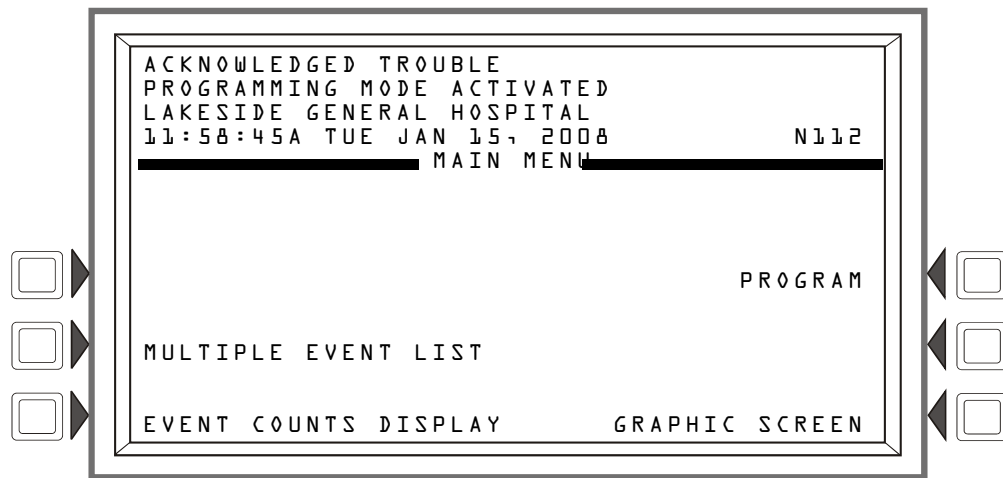 ACKNOWLEDGED TROUBLE
PROGRAMMING MODE ACTIVATED
LAKESIDE GENERAL HOSPITAL
11:58:45A TUE JAN 15, 2008 N112
MAIN MENU
PROGRAM
MULTIPLE EVENT LIST
EVENT COUNTS DISPLAY GRAPHIC SCREEN